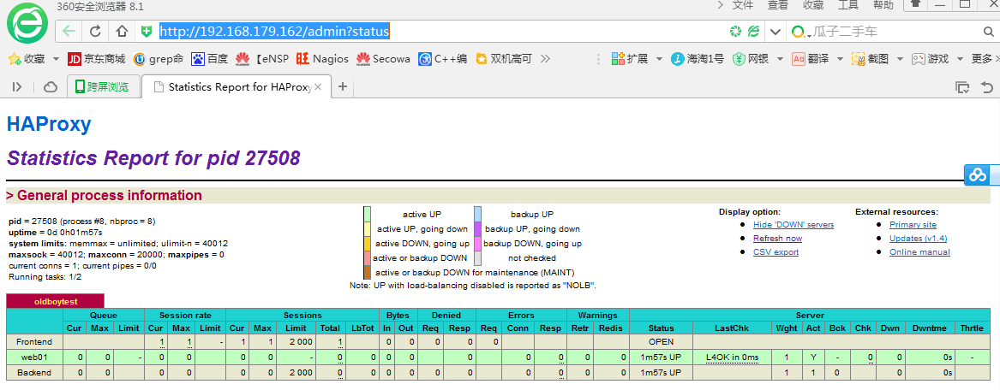 360安全浏览器 8.1
文件 查看 收藏 工具 帮助
http://192.168.179.162/admin?status
瓜子二手车
收藏 JD 京东商城 grep命 百度 【eNSP Nagios Secowa C++编 双机高可 扩展 海淘1号 网银 Aa 翻译 截图 游戏 更多
跨屏浏览 Statistics Report for HAProxy
HAProxy
Statistics Report for pid 27508
> General process information
pid = 27508 (process #8, nbproc = 8)
uptime = 0d 0h01m57s
system limits: memmax = unlimited; ulimit-n = 40012
maxsock = 40012; maxconn = 20000; maxpipes = 0
current conns = 1; current pipes = 0/0
Running tasks: 1/2
active UP backup UP
active UP, going down backup UP, going down
active DOWN, going up backup DOWN, going up
active or backup DOWN not checked
active or backup DOWN for maintenance (MAINT)
Note: UP with load-balancing disabled is reported as "NOLB".
Display option:
Hide 'DOWN' servers
Refresh now
CSV export
External resources:
Primary site
Updates (v1.4)
Online manual
oldboytest
Queue Session rate Sessions Bytes Denied Errors Warnings Server
Cur Max Limit Cur Max Limit Cur Max Limit Total LbTot In Out Req Resp Req Conn Resp Retr Redis Status LastChk Wght Act Bck Chk Dwn Dwntme Thrtle
Frontend 1 1 - 1 1 2 000 1 0 0 0 0 0 OPEN
web01 0 0 - 0 0 0 0 - 0 0 0 0 0 0 0 0 0 1m57s UP L4OK in 0ms 1 Y - 0 0 0s -
Backend 0 0 0 0 0 0 2 000 0 0 0 0 0 0 0 0 0 0 1m57s UP 1 1 0 0 0s